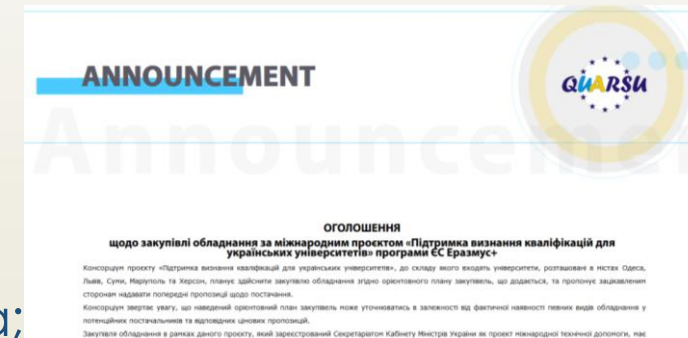 ANNOUNCEMENT
QUARSU
Announcemen
ОГОЛОШЕННЯ
щодо закупівлі обладнання за міжнародним проєктом «Підтримка визнання кваліфікацій для
українських університетів» програми ЄС Еразмус+
Консорціум проєкту «Підтримка визнання кваліфікацій для українських університетів», до складу якого входять університети, розташовані в містах Одеса,
Львів, Суми, Маріуполь та Херсон, планує здійснити закупівлю обладнання згідно орієнтовного плану закупівель, що додається, та пропонує зацікавленим
сторонам надавати попередні пропозиції щодо постачання.
Консорціум звертає увагу, що наведений орієнтовний план закупівель може уточнюватись в залежності від фактичної наявності певних видів обладнання у
потенційних постачальників та відповідних цінових пропозицій.
Закупівля обладнання в рамках даного проєкту, який зареєстрований Секретаріатом Кабінету Міністрів України як проект міжнародної технічної допомоги, має